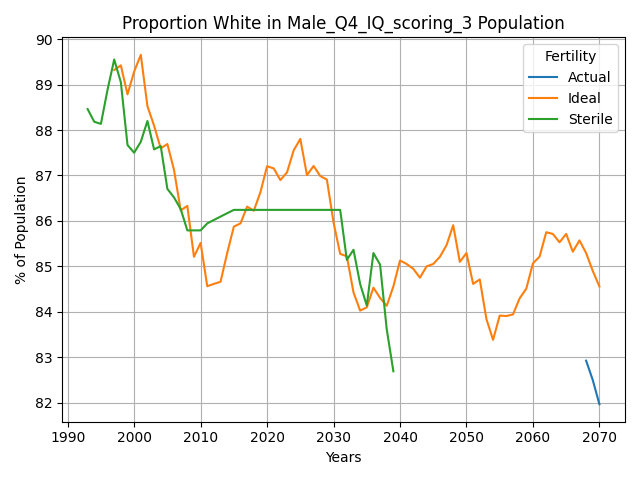 Proportion White in Male_Q4_IQ_scoring_3 Population
90
89
88
87
86
85
84
83
82
% of Population
Fertility
Actual
Ideal
Sterile
1990 2000 2010 2020 2030 2040 2050 2060 2070
Years